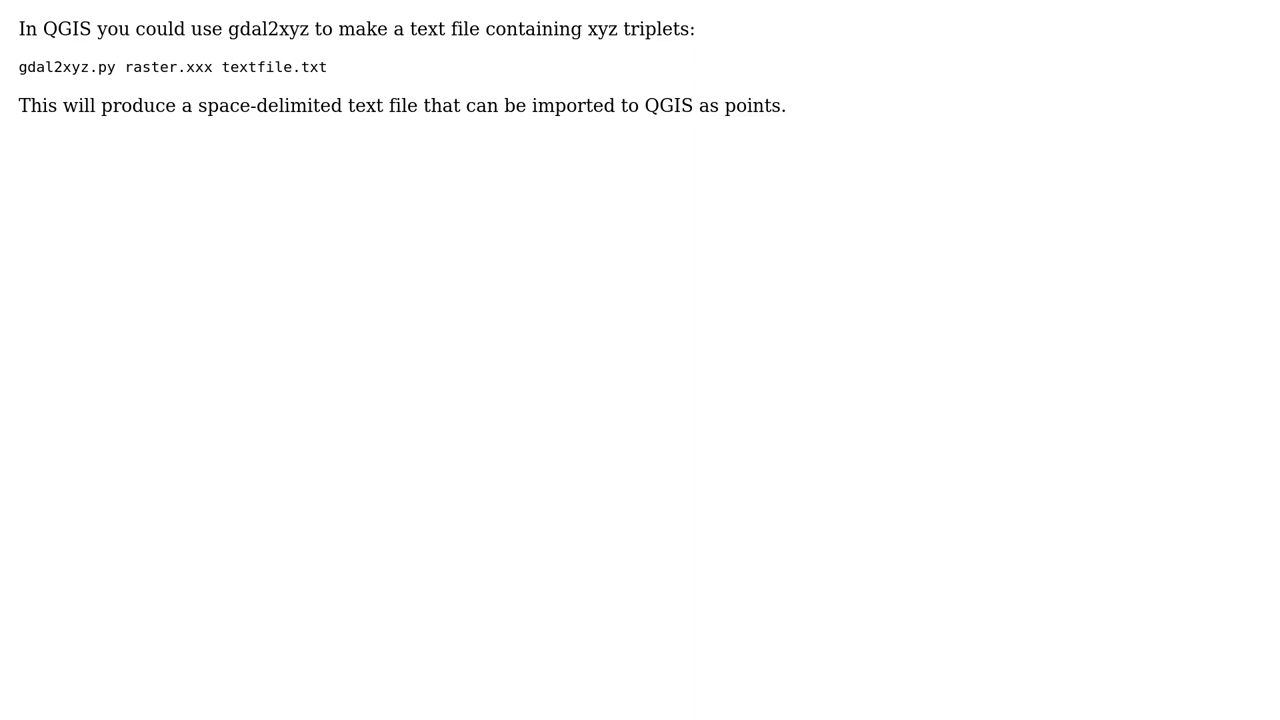 In QGIS you could use gdal2xyz to make a text file containing xyz triplets:
gdal2xyz.py raster.xxx textfile.txt
This will produce a space-delimited text file that can be imported to QGIS as points.